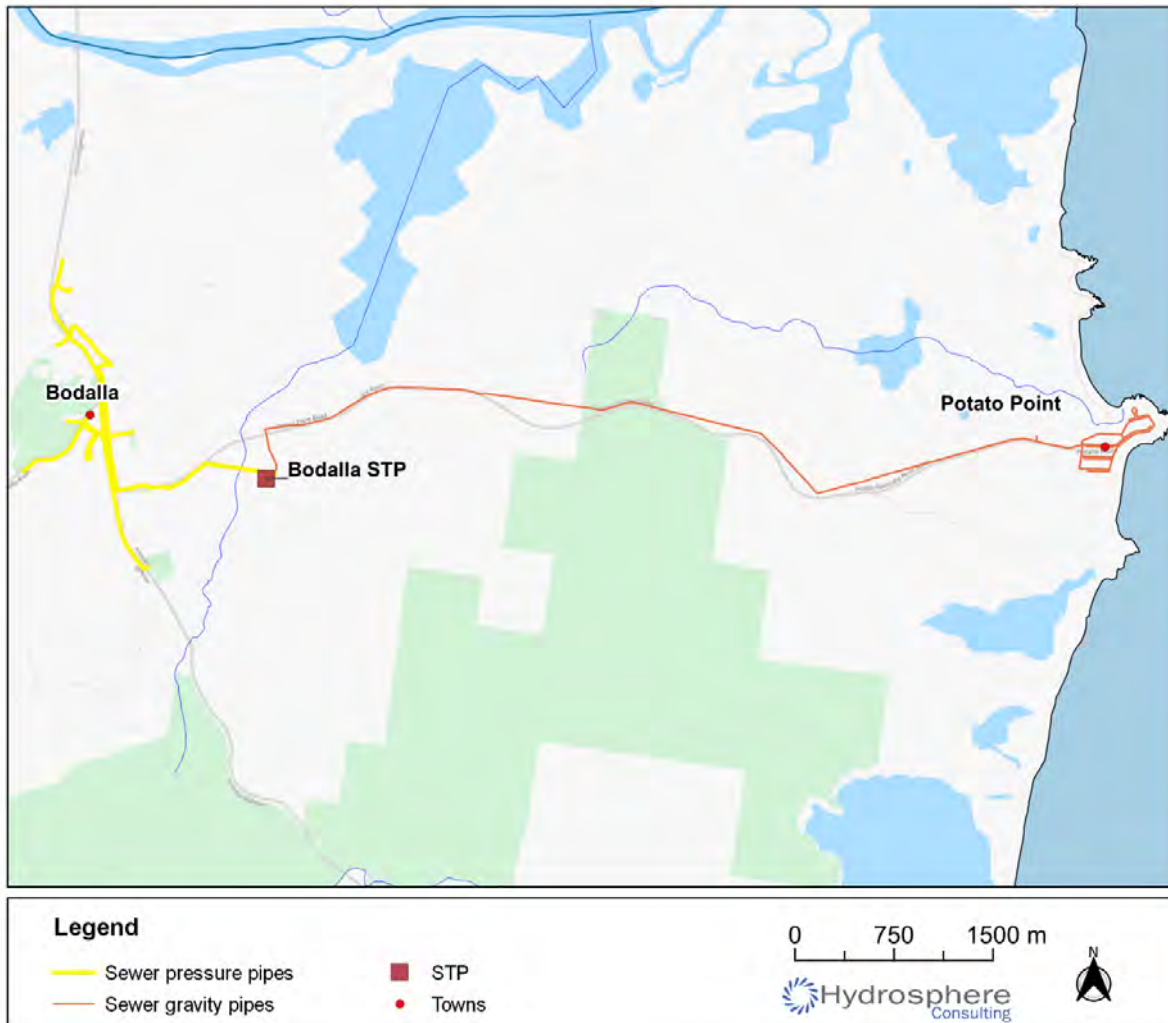 Bodalla
Potato Point
Bodalla STP
Legend
Sewer pressure pipes
Sewer gravity pipes
STP
Towns
0 750 1500 m
N
Hydrosphere
Consulting